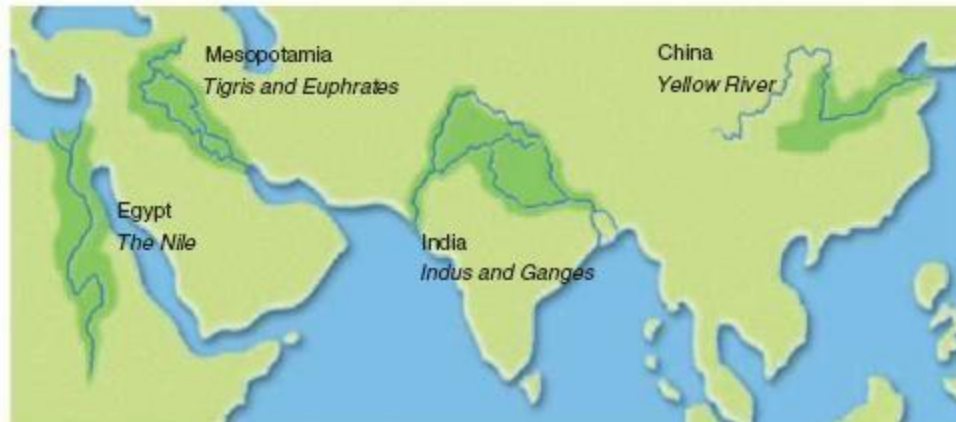 Mesopotamia
Tigris and Euphrates
China
Yellow River
Egypt
The Nile
India
Indus and Ganges